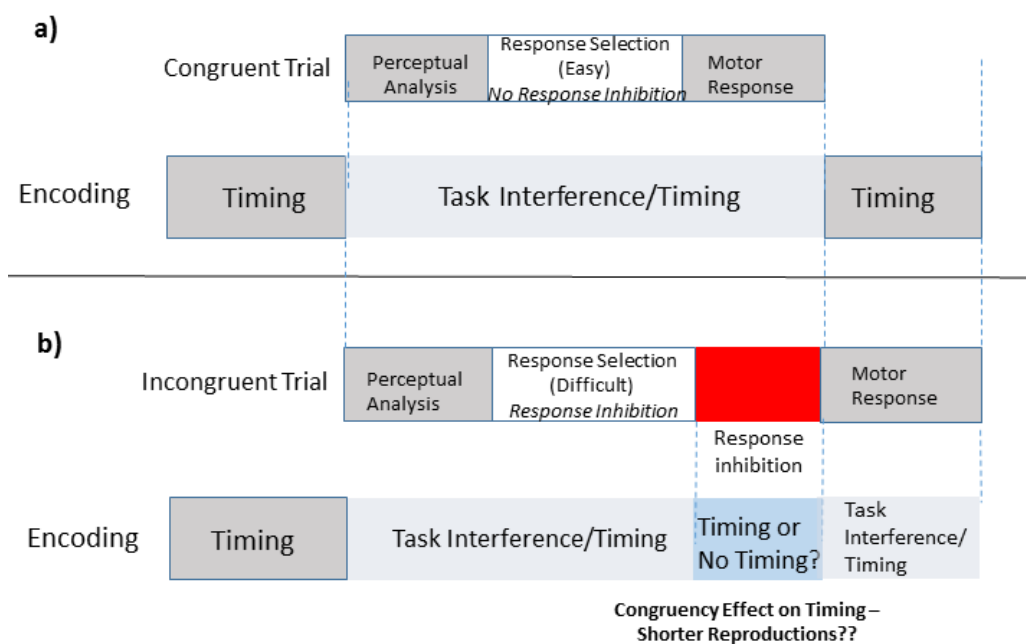 a)
Congruent Trial
Perceptual
Analysis
Response Selection
(Easy)
No Response Inhibition
Motor
Response
Encoding
Timing
Task Interference/Timing
Timing
b)
Incongruent Trial
Perceptual
Analysis
Response Selection
(Difficult)
Response Inhibition
Motor
Response
Response
inhibition
Encoding
Timing
Task Interference/Timing
Timing or
No Timing?
Task
Interference/
Timing
Congruency Effect on Timing –
Shorter Reproductions??